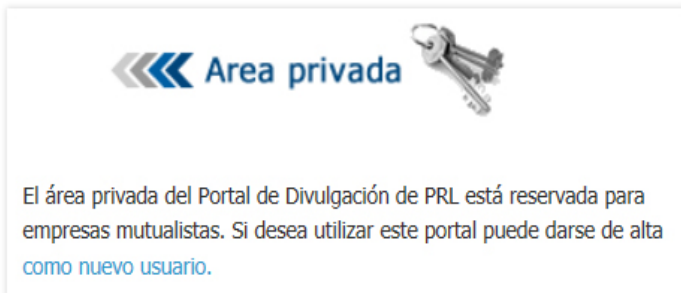 Area privada
El área privada del Portal de Divulgación de PRL está reservada para
empresas mutualistas. Si desea utilizar este portal puede darse de alta
como nuevo usuario.